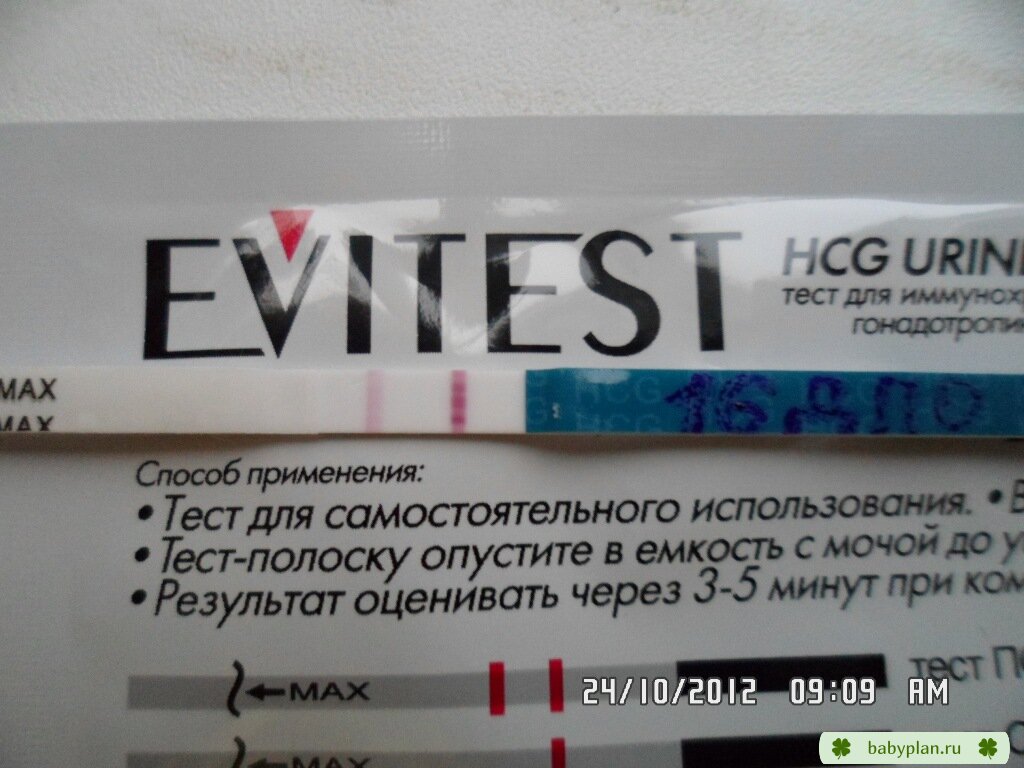 EVITEST
HCG URIN
тест для иммунох
гонадотропи
MAX
MAX
HCG
16 ДПО
Способ применения:
• Тест для самостоятельного использования. • В
• Тест-полоску опустите в емкость с мочой до у
• Результат оценивать через 3-5 минут при ком
MAX
тест П
24/10/2012 09:09 AM
MAX
babyplan.ru